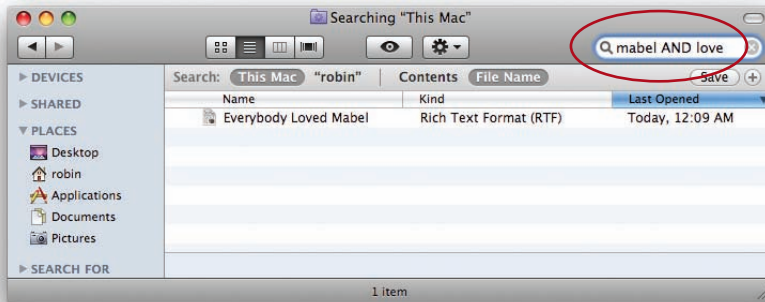 Searching “This Mac”
mabel AND love
▶ DEVICES
▶ SHARED
▼ PLACES
Desktop
robin
Applications
Documents
Pictures
▶ SEARCH FOR
Search: This Mac "robin" Contents File Name Save +
Name Kind Last Opened
Everybody Loved Mabel Rich Text Format (RTF) Today, 12:09 AM
1 item